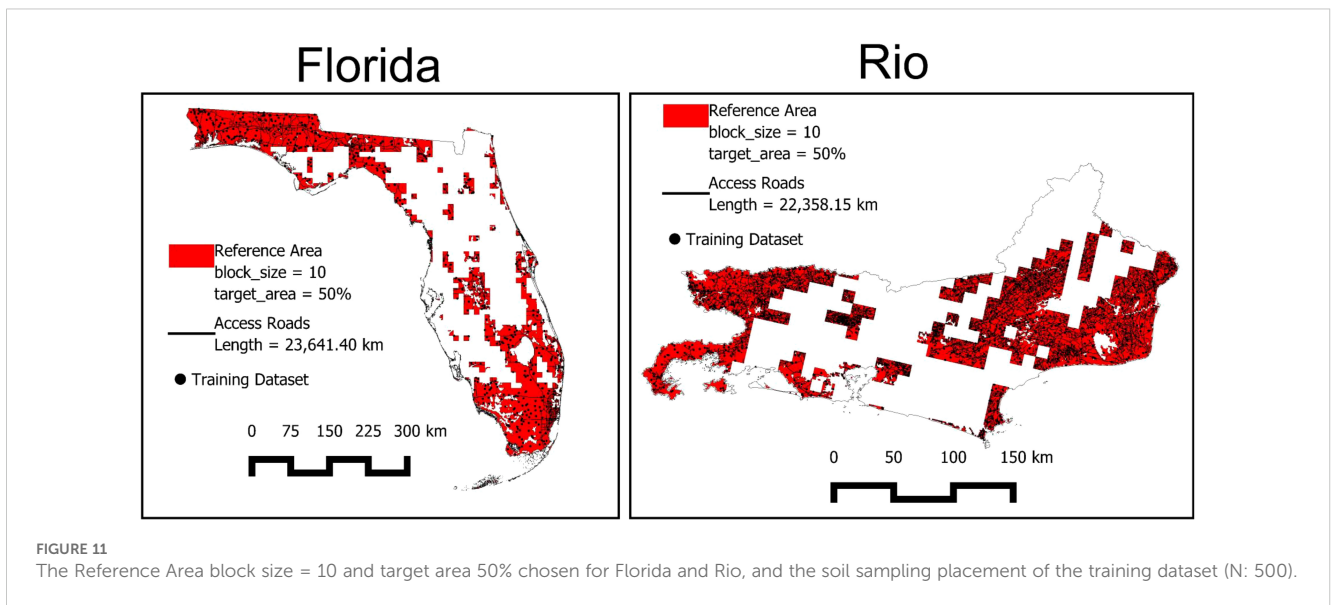 Florida
Reference Area
block_size = 10
target_area = 50%
Access Roads
Length = 23,641.40 km
Training Dataset
0 75 150 225 300 km
Rio
Reference Area
block_size = 10
target_area = 50%
Access Roads
Length = 22,358.15 km
Training Dataset
0 50 100 150 km
FIGURE 11
The Reference Area block size = 10 and target area 50% chosen for Florida and Rio, and the soil sampling placement of the training dataset (N: 500).